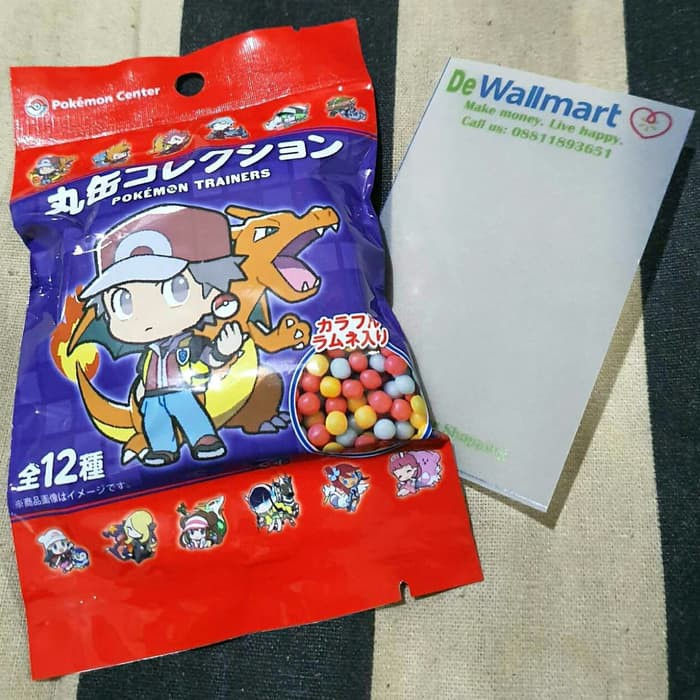 Pokémon Center
丸缶コレクション
POKÉMON TRAINERS
カラフル
ラムネ入り
全12種
※商品画像はイメージです。
DeWallmart
Make money. Live happy.
Call us: 08811893651